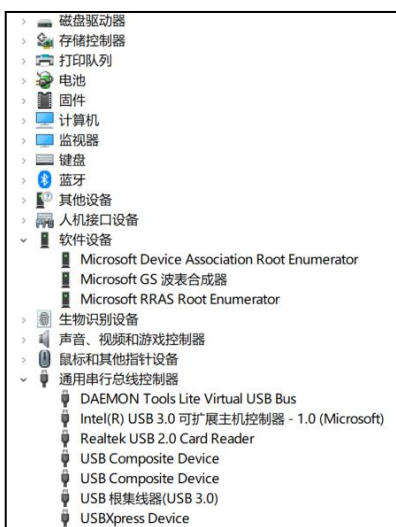 磁盘驱动器
存储控制器
打印队列
电池
固件
计算机
监视器
键盘
蓝牙
其他设备
人机接口设备
软件设备
Microsoft Device Association Root Enumerator
Microsoft GS 波表合成器
Microsoft RRAS Root Enumerator
生物识别设备
声音、视频和游戏控制器
鼠标和其他指针设备
通用串行总线控制器
DAEMON Tools Lite Virtual USB Bus
Intel(R) USB 3.0 可扩展主机控制器 - 1.0 (Microsoft)
Realtek USB 2.0 Card Reader
USB Composite Device
USB Composite Device
USB 根集线器(USB 3.0)
USBXpress Device